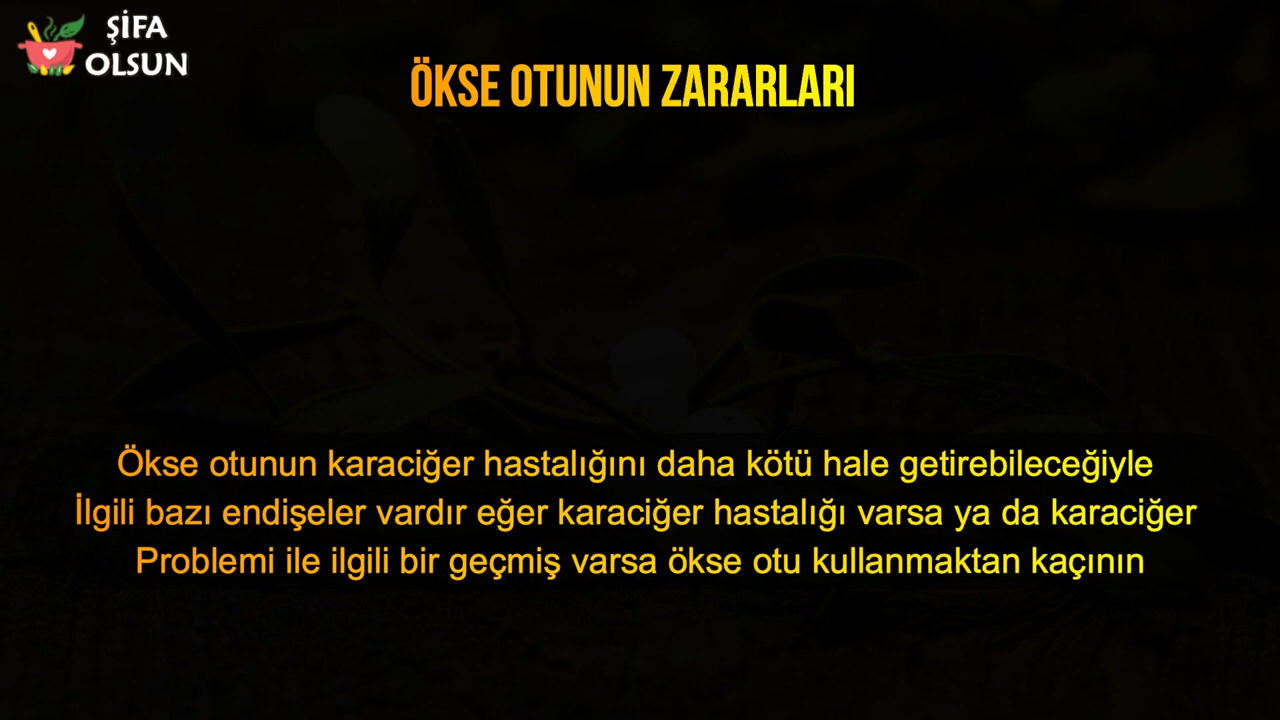 ŞİFA
OLSUN
ÖKSE OTUNUN ZARARLARI
Ökse otunun karaciğer hastalığını daha kötü hale getirebileceğiyle
İlgili bazı endişeler vardır eğer karaciğer hastalığı varsa ya da karaciğer
Problemi ile ilgili bir geçmiş varsa ökse otu kullanmaktan kaçının